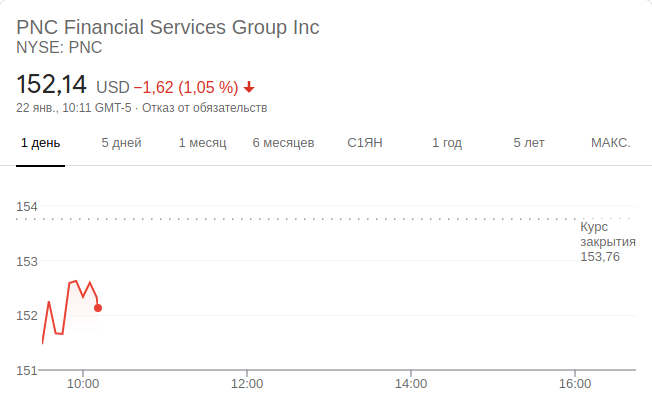 PNC Financial Services Group Inc
NYSE: PNC
152,14 USD −1,62 (1,05 %)
22 янв., 10:11 GMT-5 · Отказ от обязательств
1 день 5 дней 1 месяц 6 месяцев С1ЯН 1 год 5 лет МАКС.
154
Курс
закрытия
153,76
153
152
151
10:00 12:00 14:00 16:00